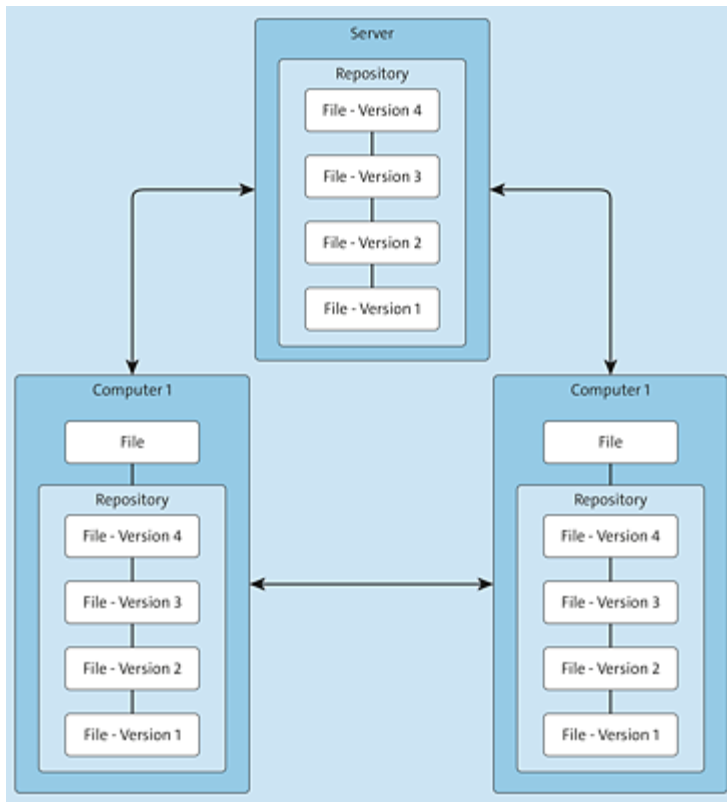 Server
Repository
File - Version 4
File - Version 3
File - Version 2
File - Version 1
Computer 1
File
Repository
File - Version 4
File - Version 3
File - Version 2
File - Version 1
Computer 1
File
Repository
File - Version 4
File - Version 3
File - Version 2
File - Version 1